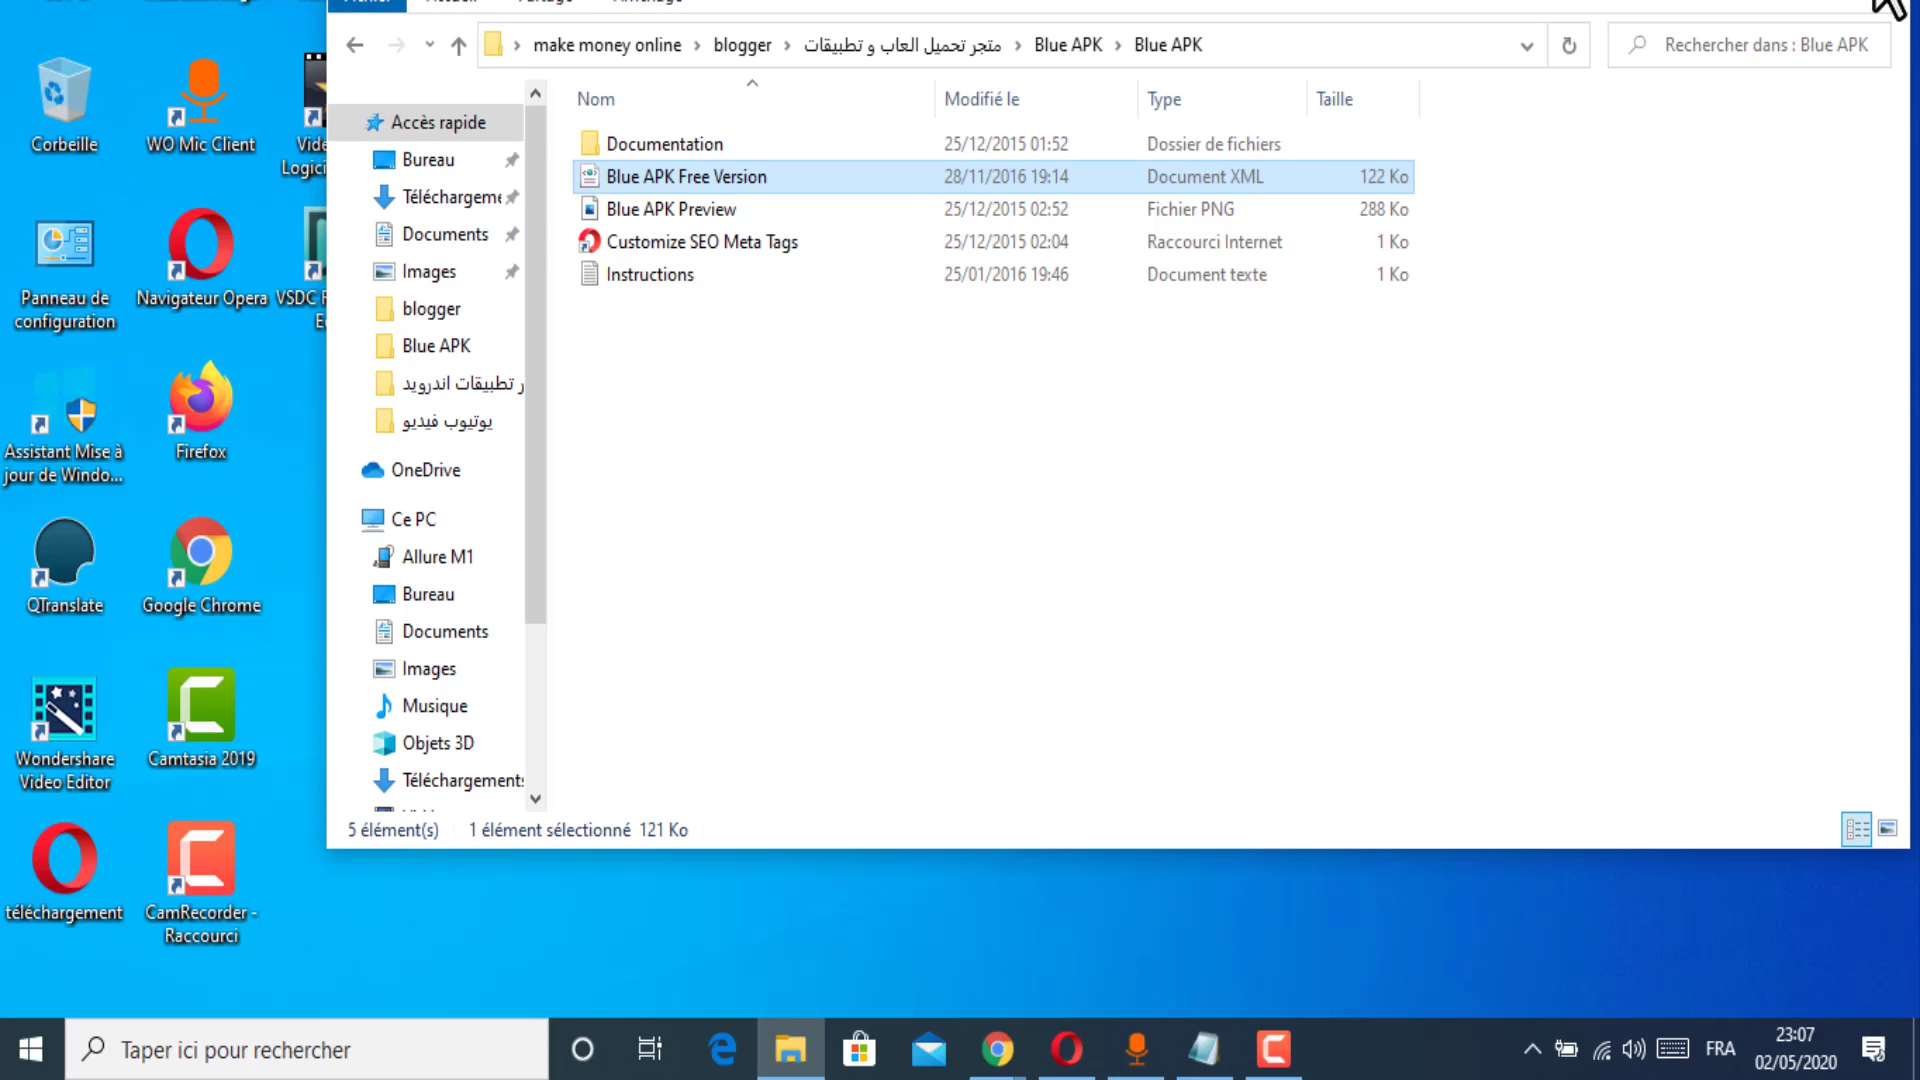 make money online
blogger
متجر تحميل العاب و تطبيقات
Blue APK
Blue APK
Rechercher dans : Blue APK
Nom
Modifié le
Type
Taille
Documentation
25/12/2015 01:52
Dossier de fichiers
Blue APK Free Version
28/11/2016 19:14
Document XML
122 Ko
Blue APK Preview
25/12/2015 02:52
Fichier PNG
288 Ko
Customize SEO Meta Tags
25/12/2015 02:04
Raccourci Internet
1 Ko
Instructions
25/01/2016 19:46
Document texte
1 Ko
Accès rapide
Bureau
Téléchargeme
Documents
Images
blogger
Blue APK
ر تطبيقات اندرويد
يوتيوب فيديو
OneDrive
Ce PC
Allure M1
Bureau
Documents
Images
Musique
Objets 3D
Téléchargements
5 élément(s)
1 élément sélectionné 121 Ko
Corbeille
WO Mic Client
Vidé
Logici
Panneau de
configuration
Navigateur Opera
VSDC F
E
Assistant Mise à
jour de Windo...
Firefox
QTranslate
Google Chrome
Wondershare
Video Editor
Camtasia 2019
téléchargement
CamRecorder -
Raccourci
Taper ici pour rechercher
FRA
23:07
02/05/2020